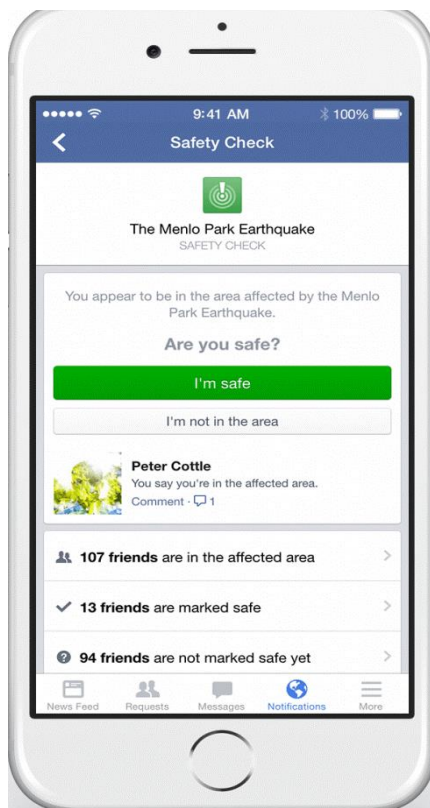 9:41 AM
100%
Safety Check
The Menlo Park Earthquake
SAFETY CHECK
You appear to be in the area affected by the Menlo
Park Earthquake.
Are you safe?
I'm safe
I'm not in the area
Peter Cottle
You say you're in the affected area.
Comment · 1
107 friends are in the affected area
13 friends are marked safe
94 friends are not marked safe yet
News Feed
Requests
Messages
Notifications
More